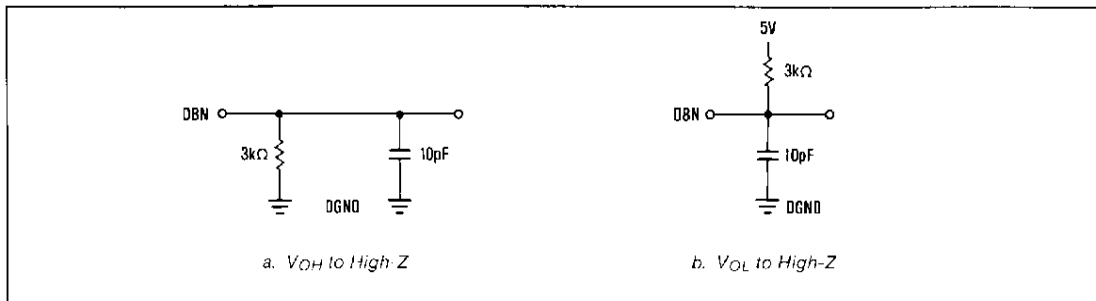 5V
3kΩ
DBN
3kΩ
10pF
DGND
a. VOH to High-Z
DBN
10pF
DGND
b. VOL to High-Z